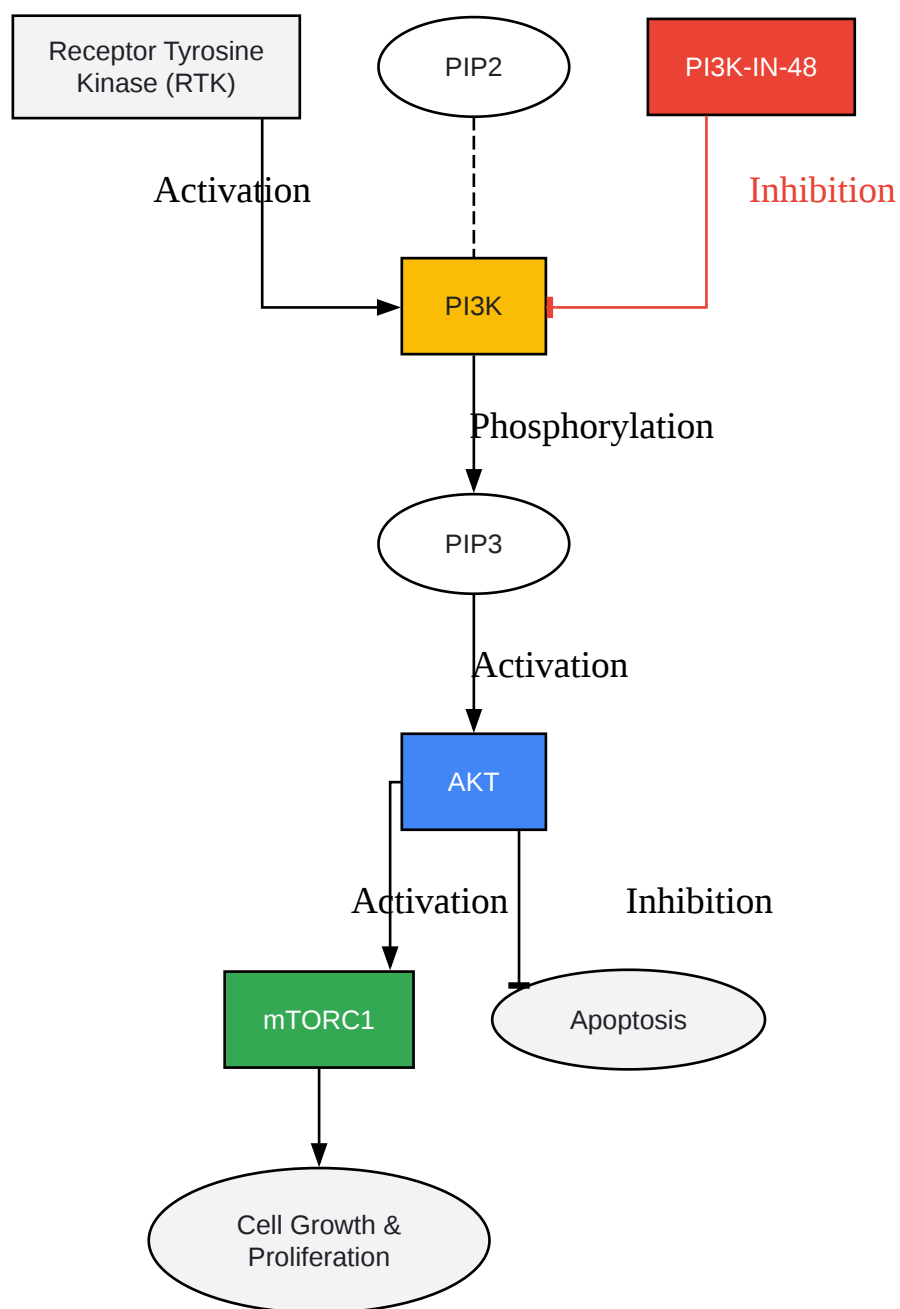 Receptor Tyrosine
Kinase (RTK)
PIP2
PI3K-IN-48
Activation
Inhibition
PI3K
Phosphorylation
PIP3
Activation
AKT
Activation
Inhibition
mTORC1
Apoptosis
Cell Growth &
Proliferation